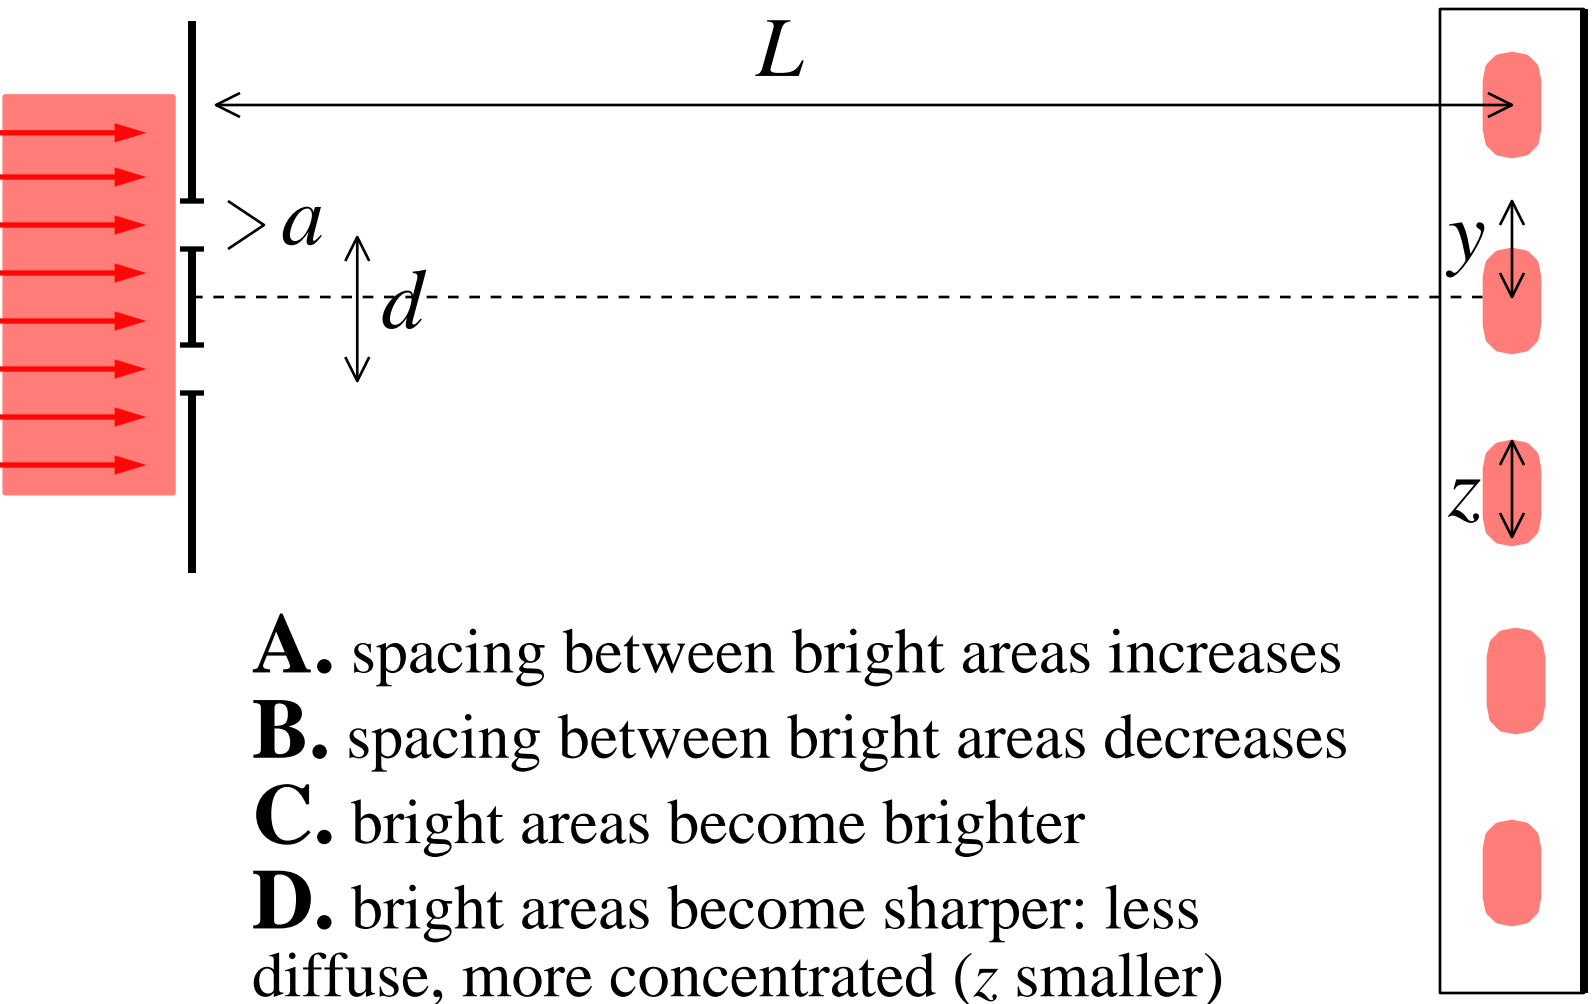 L
a
y
d
z
A. spacing between bright areas increases
B. spacing between bright areas decreases
C. bright areas become brighter
D. bright areas become sharper: less
diffuse, more concentrated (z smaller)